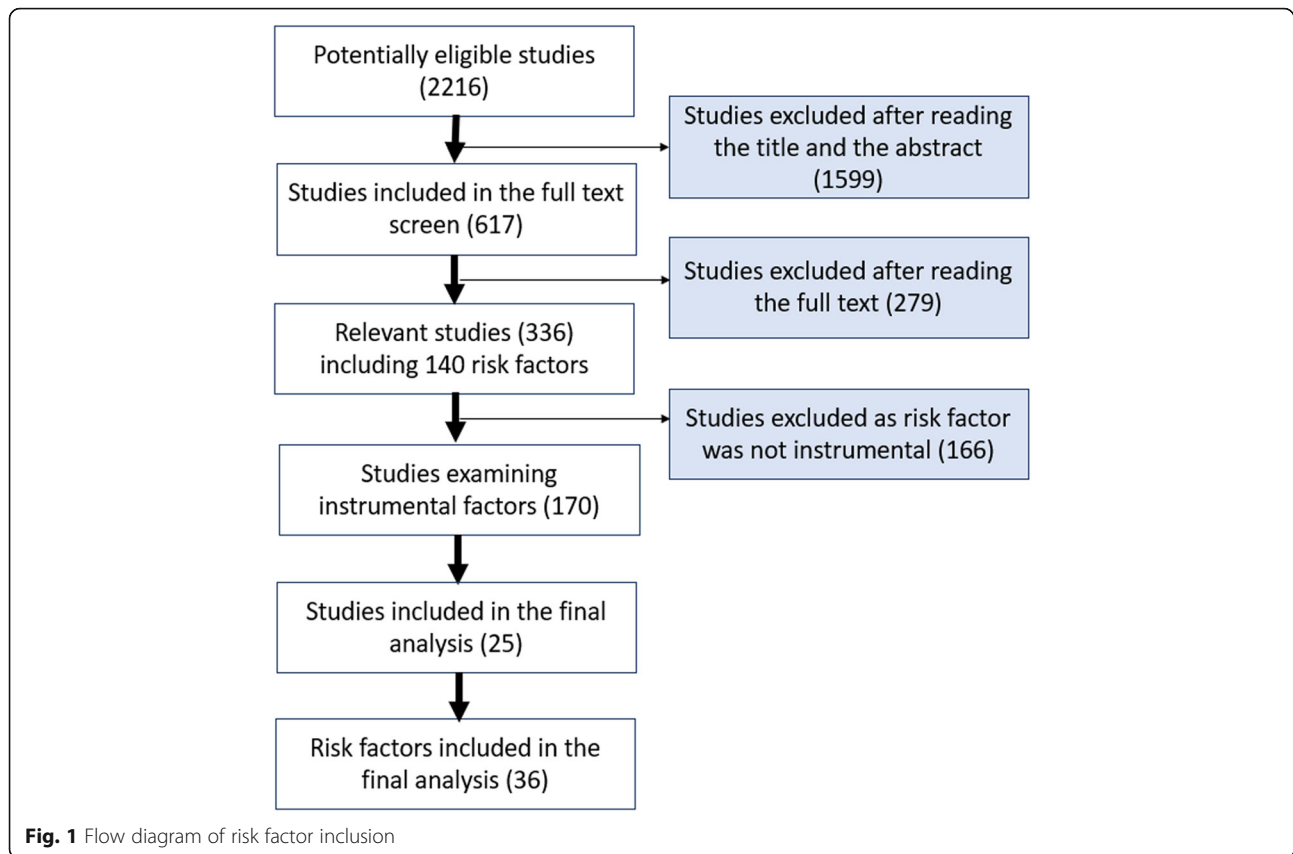 Potentially eligible studies
(2216)
Studies excluded after reading
the title and the abstract
(1599)
Studies included in the full text
screen (617)
Studies excluded after reading
the full text (279)
Relevant studies (336)
including 140 risk factors
Studies excluded as risk factor
was not instrumental (166)
Studies examining
instrumental factors (170)
Studies included in the final
analysis (25)
Risk factors included in the
final analysis (36)
Fig. 1 Flow diagram of risk factor inclusion